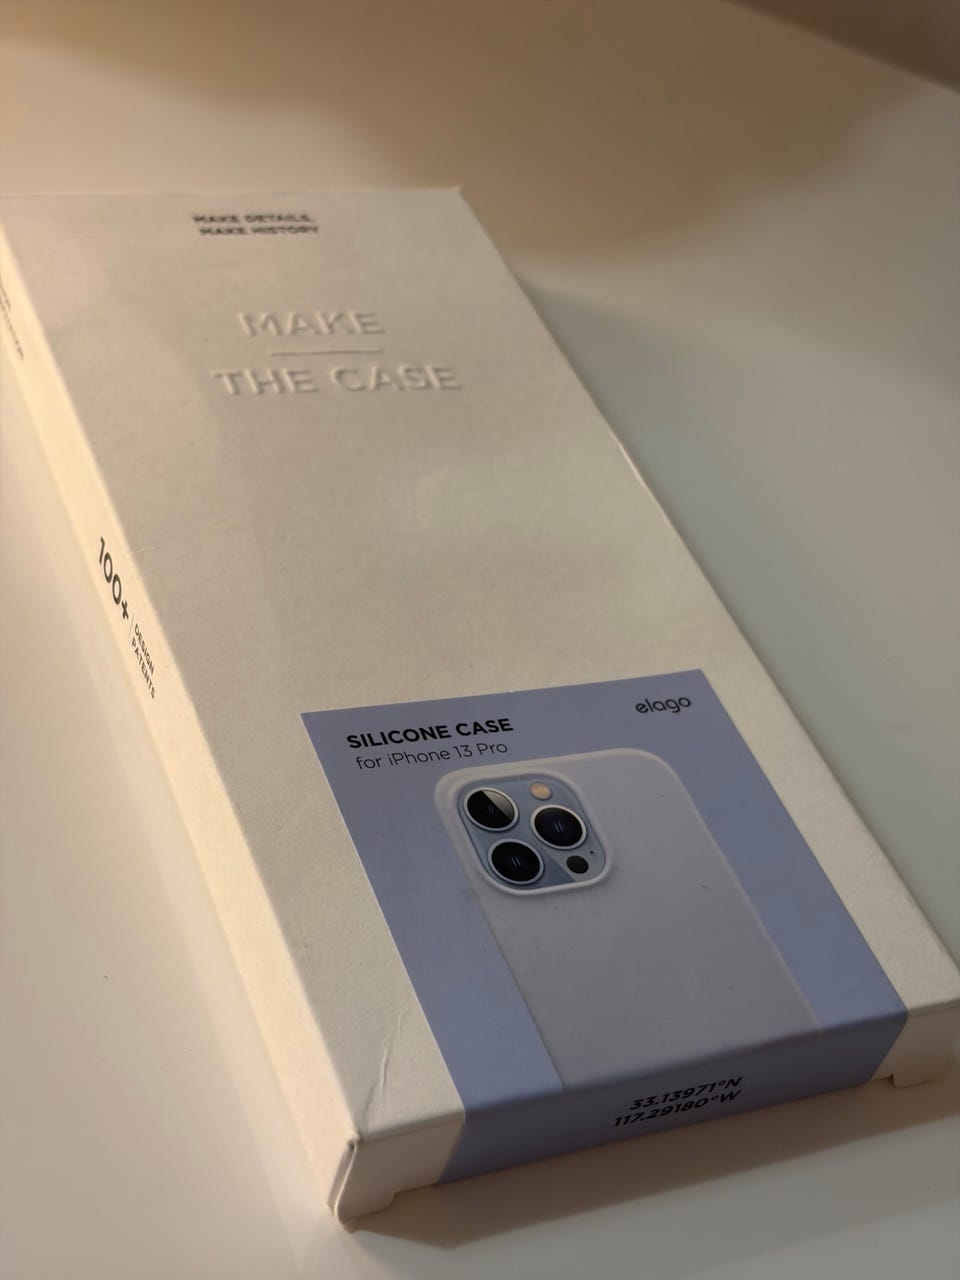 MAKE DETAILS,
MAKE HISTORY
MAKE
THE CASE
100+
DESIGN
PATENTS
SILICONE CASE
for iPhone 13 Pro
elago
33.13971°N
117.29180°W